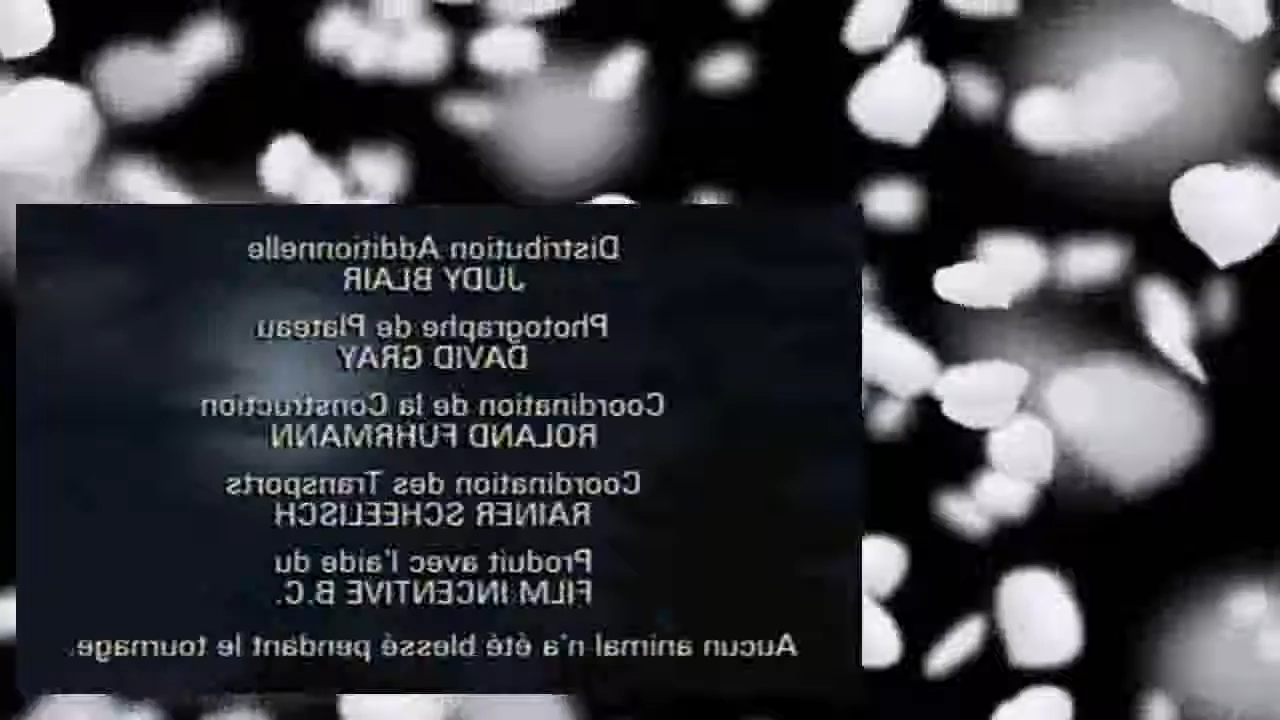 Distribution Additionnelle
JUDY BLAIR
Photographe de Plateau
DAVID GRAY
Coordination de la Construction
ROLAND FUHRMANN
Coordination des Transports
RAINER SCHEELISCH
Produit avec l'aide du
FILM INCENTIVE B.C.
Aucun animal n'a été blessé pendant le tournage.